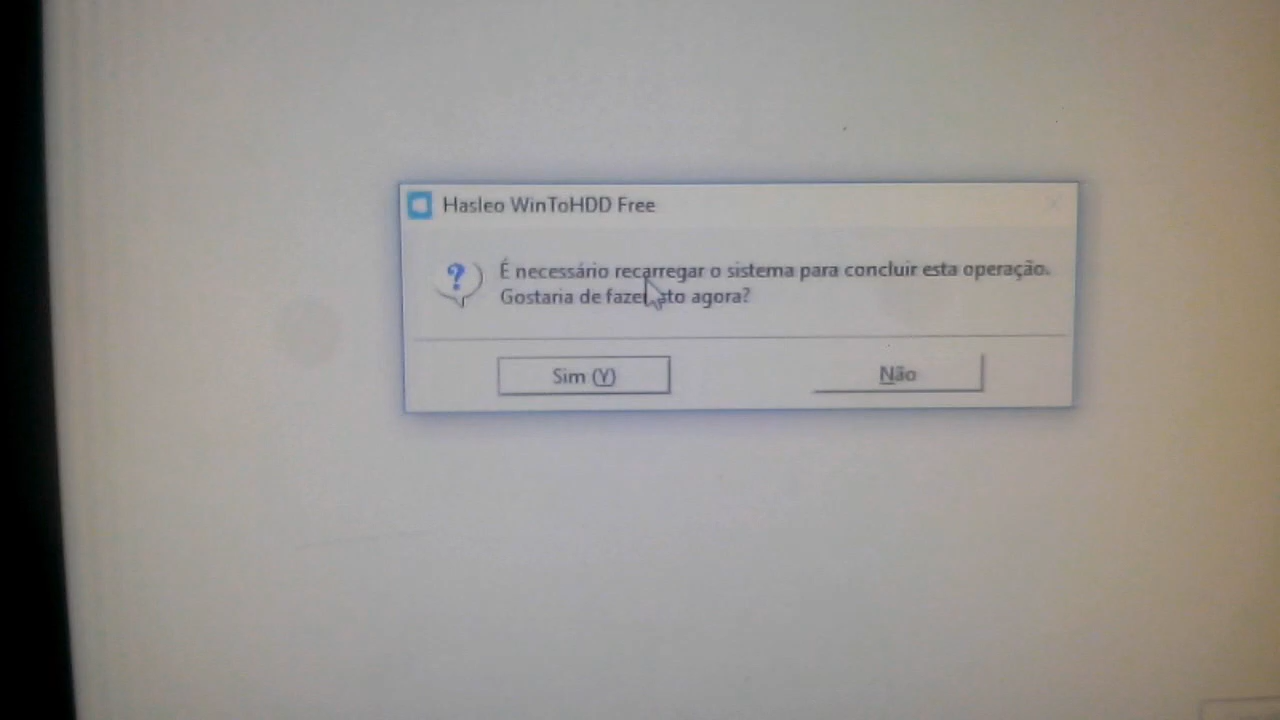 Hasleo WinToHDD Free
?
É necessário recarregar o sistema para concluir esta operação.
Gostaria de fazer isto agora?
Sim (Y)
Não